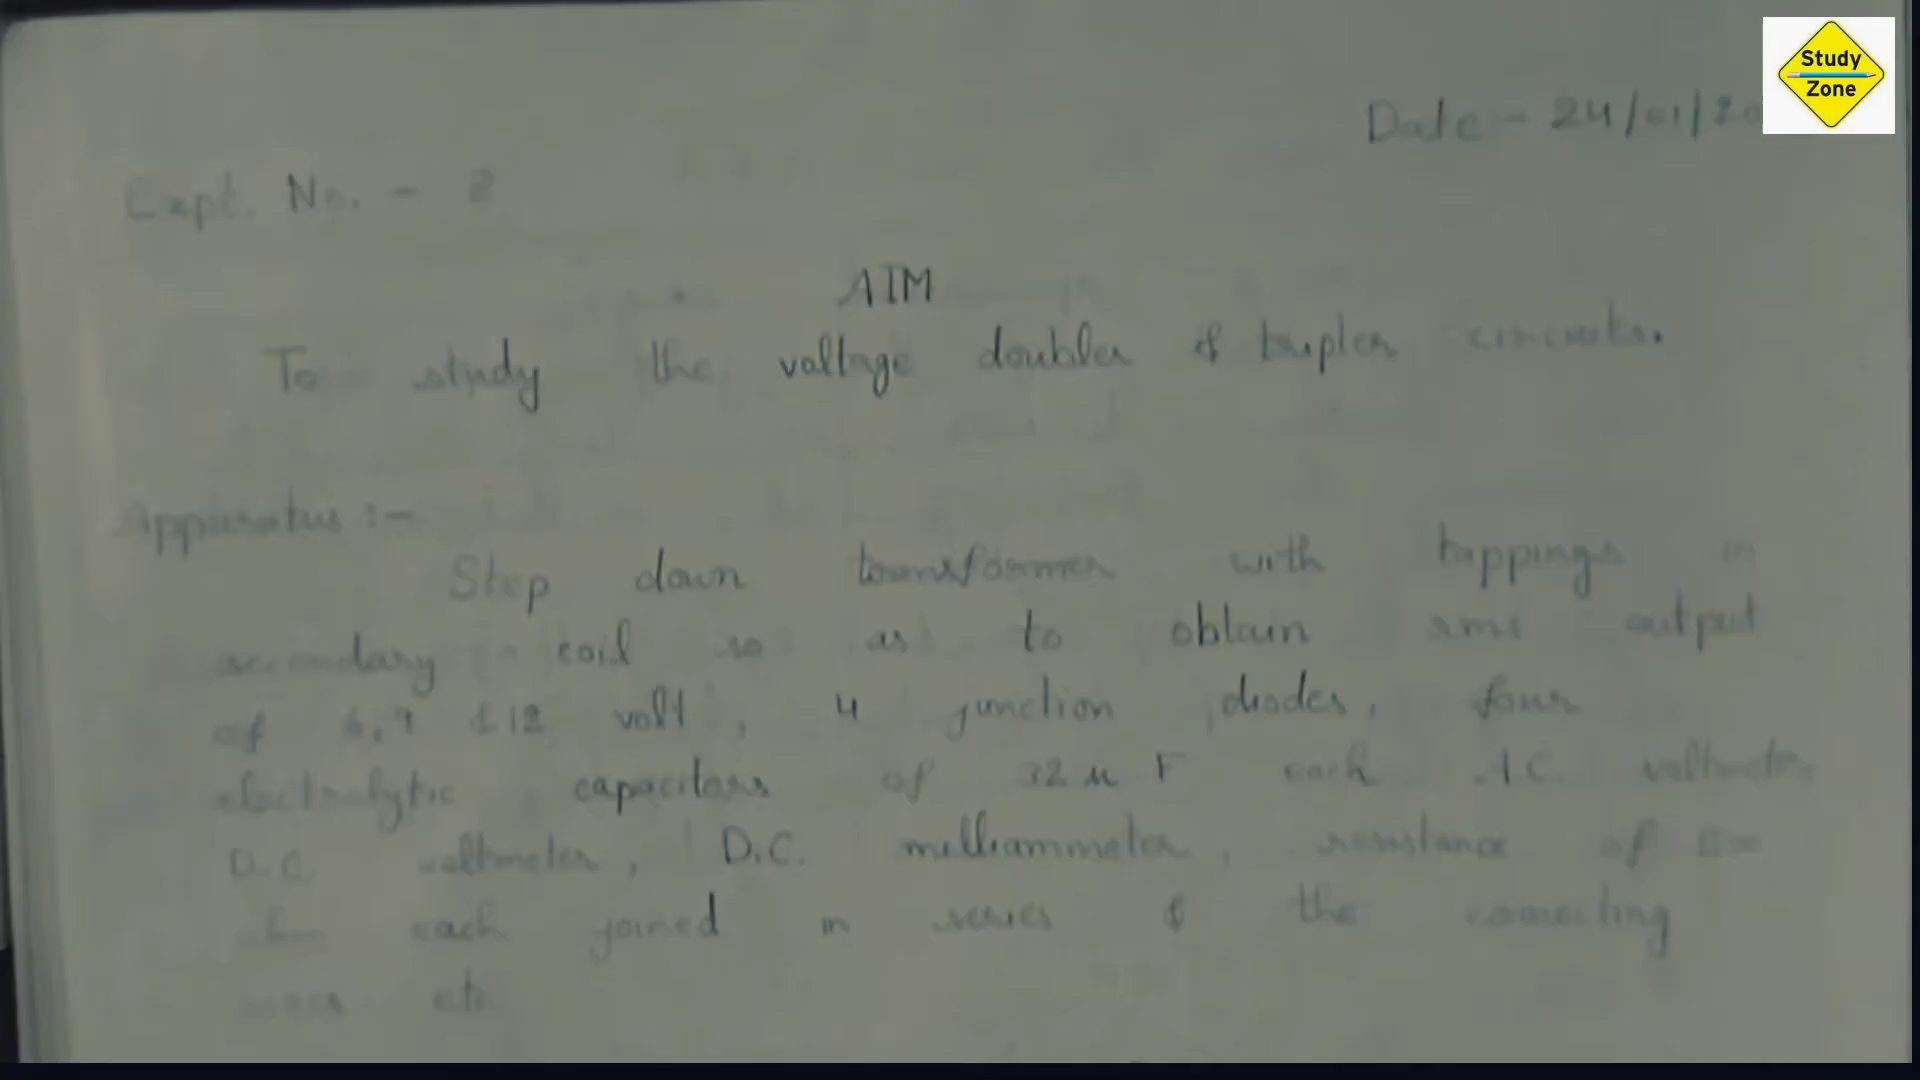 Study
Zone
Date - 24/01/20
Expt. No. - 2
AIM
To study the voltage doubler & tripler circuits.
Apparatus :-
Step down transformer with tappings in
secondary coil so as to obtain rms output
of 6, 9 & 12 volt, 4 junction diodes, four
electrolytic capacitors of 32 μ F each A.C. voltmeter
D.C. voltmeter, D.C. milliammeter, resistance of
ohm each joined in series & the connecting
etc